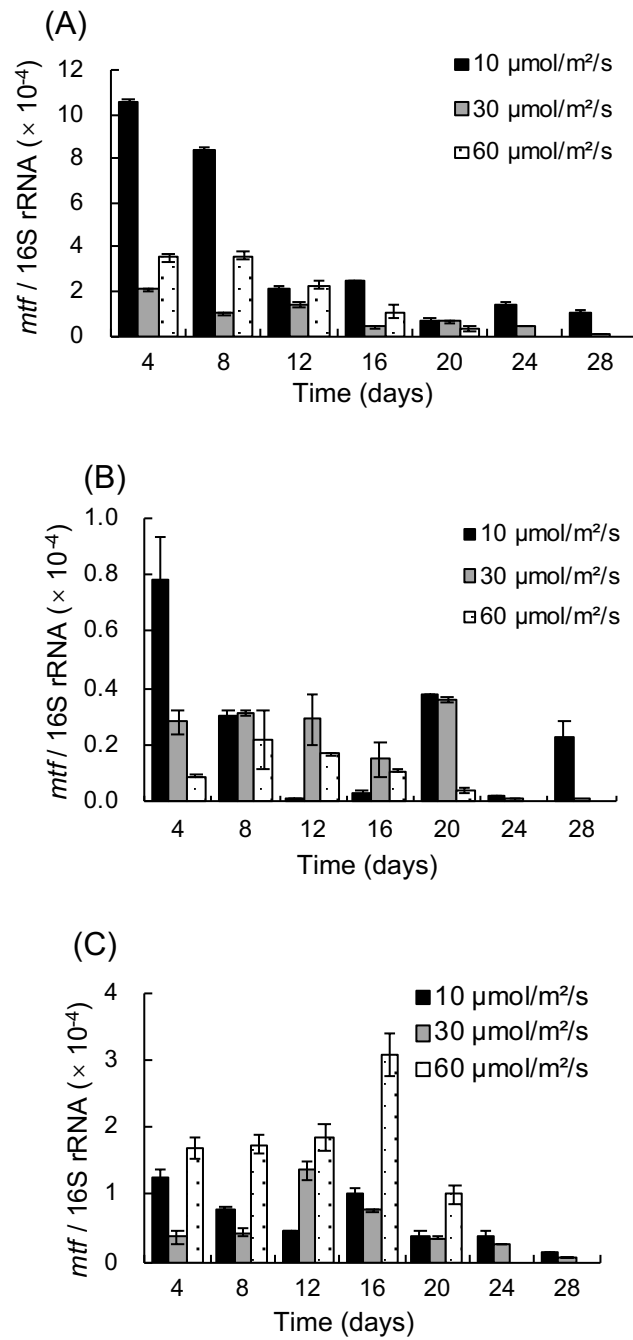 (A)
12
10
8
6
4
2
0
mtf / 16S rRNA (× 10⁻⁴)
10 µmol/m²/s
30 µmol/m²/s
60 µmol/m²/s
4 8 12 16 20 24 28
Time (days)
(B)
1.0
0.8
0.6
0.4
0.2
0.0
mtf / 16S rRNA (× 10⁻⁴)
10 µmol/m²/s
30 µmol/m²/s
60 µmol/m²/s
4 8 12 16 20 24 28
Time (days)
(C)
4
3
2
1
0
mtf / 16S rRNA (× 10⁻⁴)
10 µmol/m²/s
30 µmol/m²/s
60 µmol/m²/s
4 8 12 16 20 24 28
Time (days)